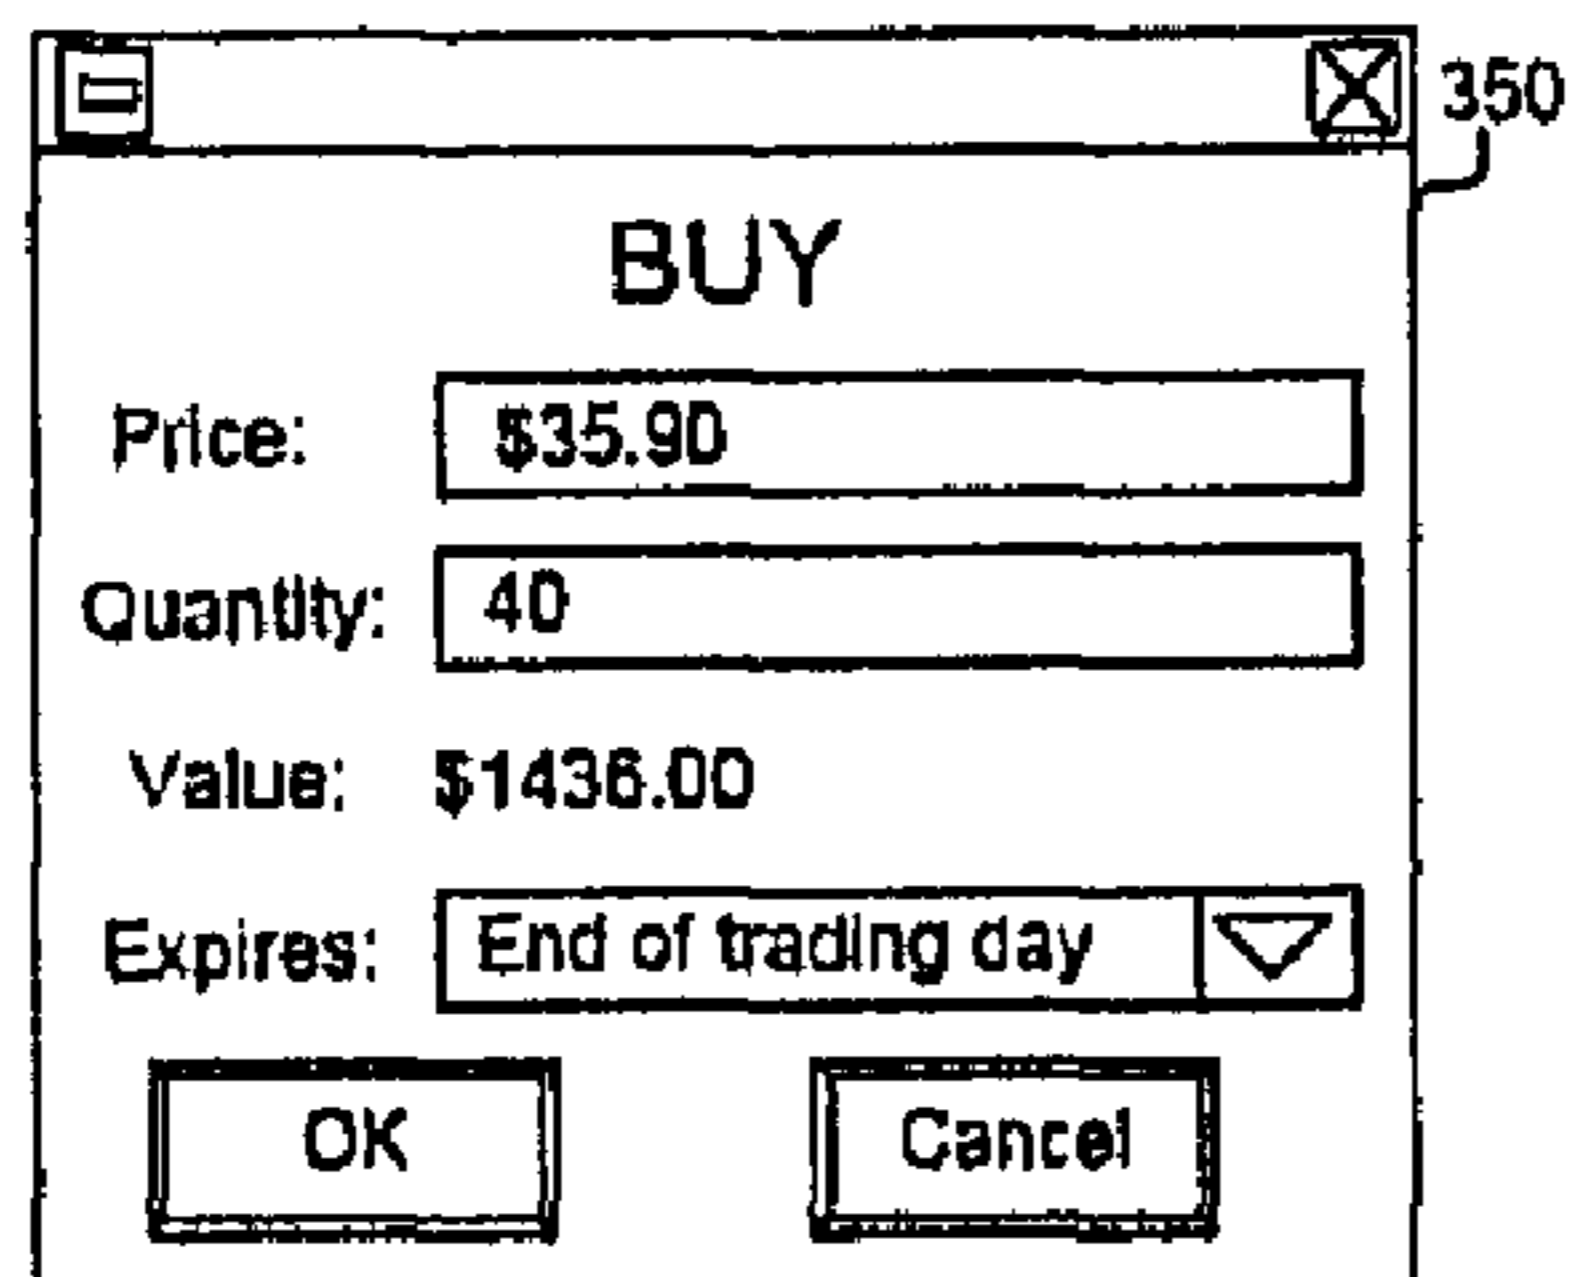 350
BUY
Price: $35.90
Quantity: 40
Value: $1436.00
Expires: End of trading day
OK Cancel